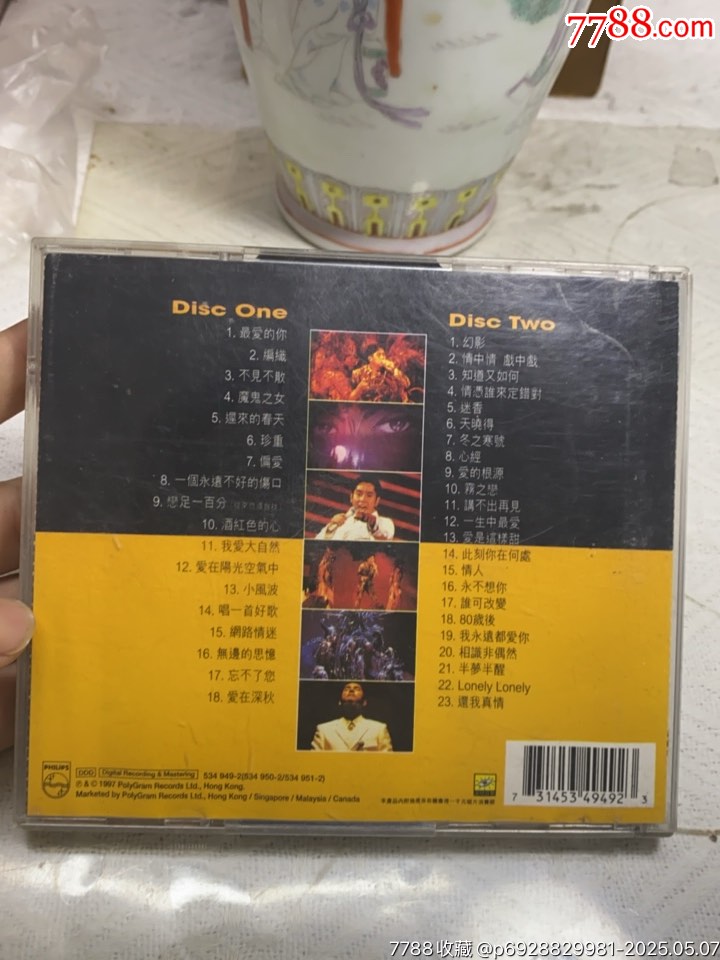 7788.com
Disc One
1. 最愛的你
2. 編織
3. 不見不散
4. 魔鬼之女
5. 遲來的春天
6. 珍重
7. 偏愛
8. 一個永遠不好的傷口
9. 戀足一百分
10. 酒紅色的心
11. 我愛大自然
12. 愛在陽光空氣中
13. 小風波
14. 唱一首好歌
15. 網路情迷
16. 無邊的思憶
17. 忘不了您
18. 愛在深秋
Disc Two
1. 幻影
2. 情中情 戲中戲
3. 知道又如何
4. 情憑誰來定錯對
5. 迷香
6. 天曉得
7. 冬之寒號
8. 心經
9. 愛的根源
10. 霧之戀
11. 講不出再見
12. 一生中最愛
13. 愛是這樣甜
14. 此刻你在何處
15. 情人
16. 永不想你
17. 誰可改變
18. 80歲後
19. 我永遠都愛你
20. 相識非偶然
21. 半夢半醒
22. Lonely Lonely
23. 還我真情
PHILIPS
DDD Digital Recording & Mastering 534 949-2(534 950-2/534 951-2)
℗ & © 1997 PolyGram Records Ltd., Hong Kong.
Marketed by PolyGram Records Ltd., Hong Kong / Singapore / Malaysia / Canada
7 31453 49492 3
7788收藏 @p6928829981-2025.05.07